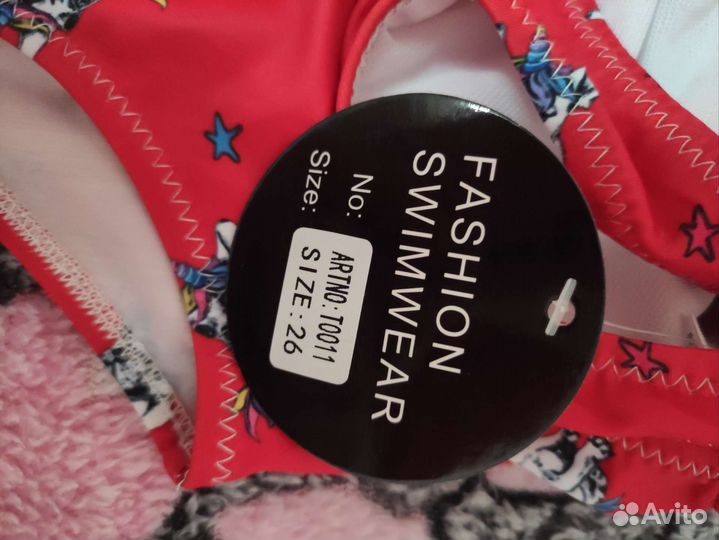 FASHION
SWIMWEAR
No:
Size:
ARTNO:T0011
SIZE:26
Avito